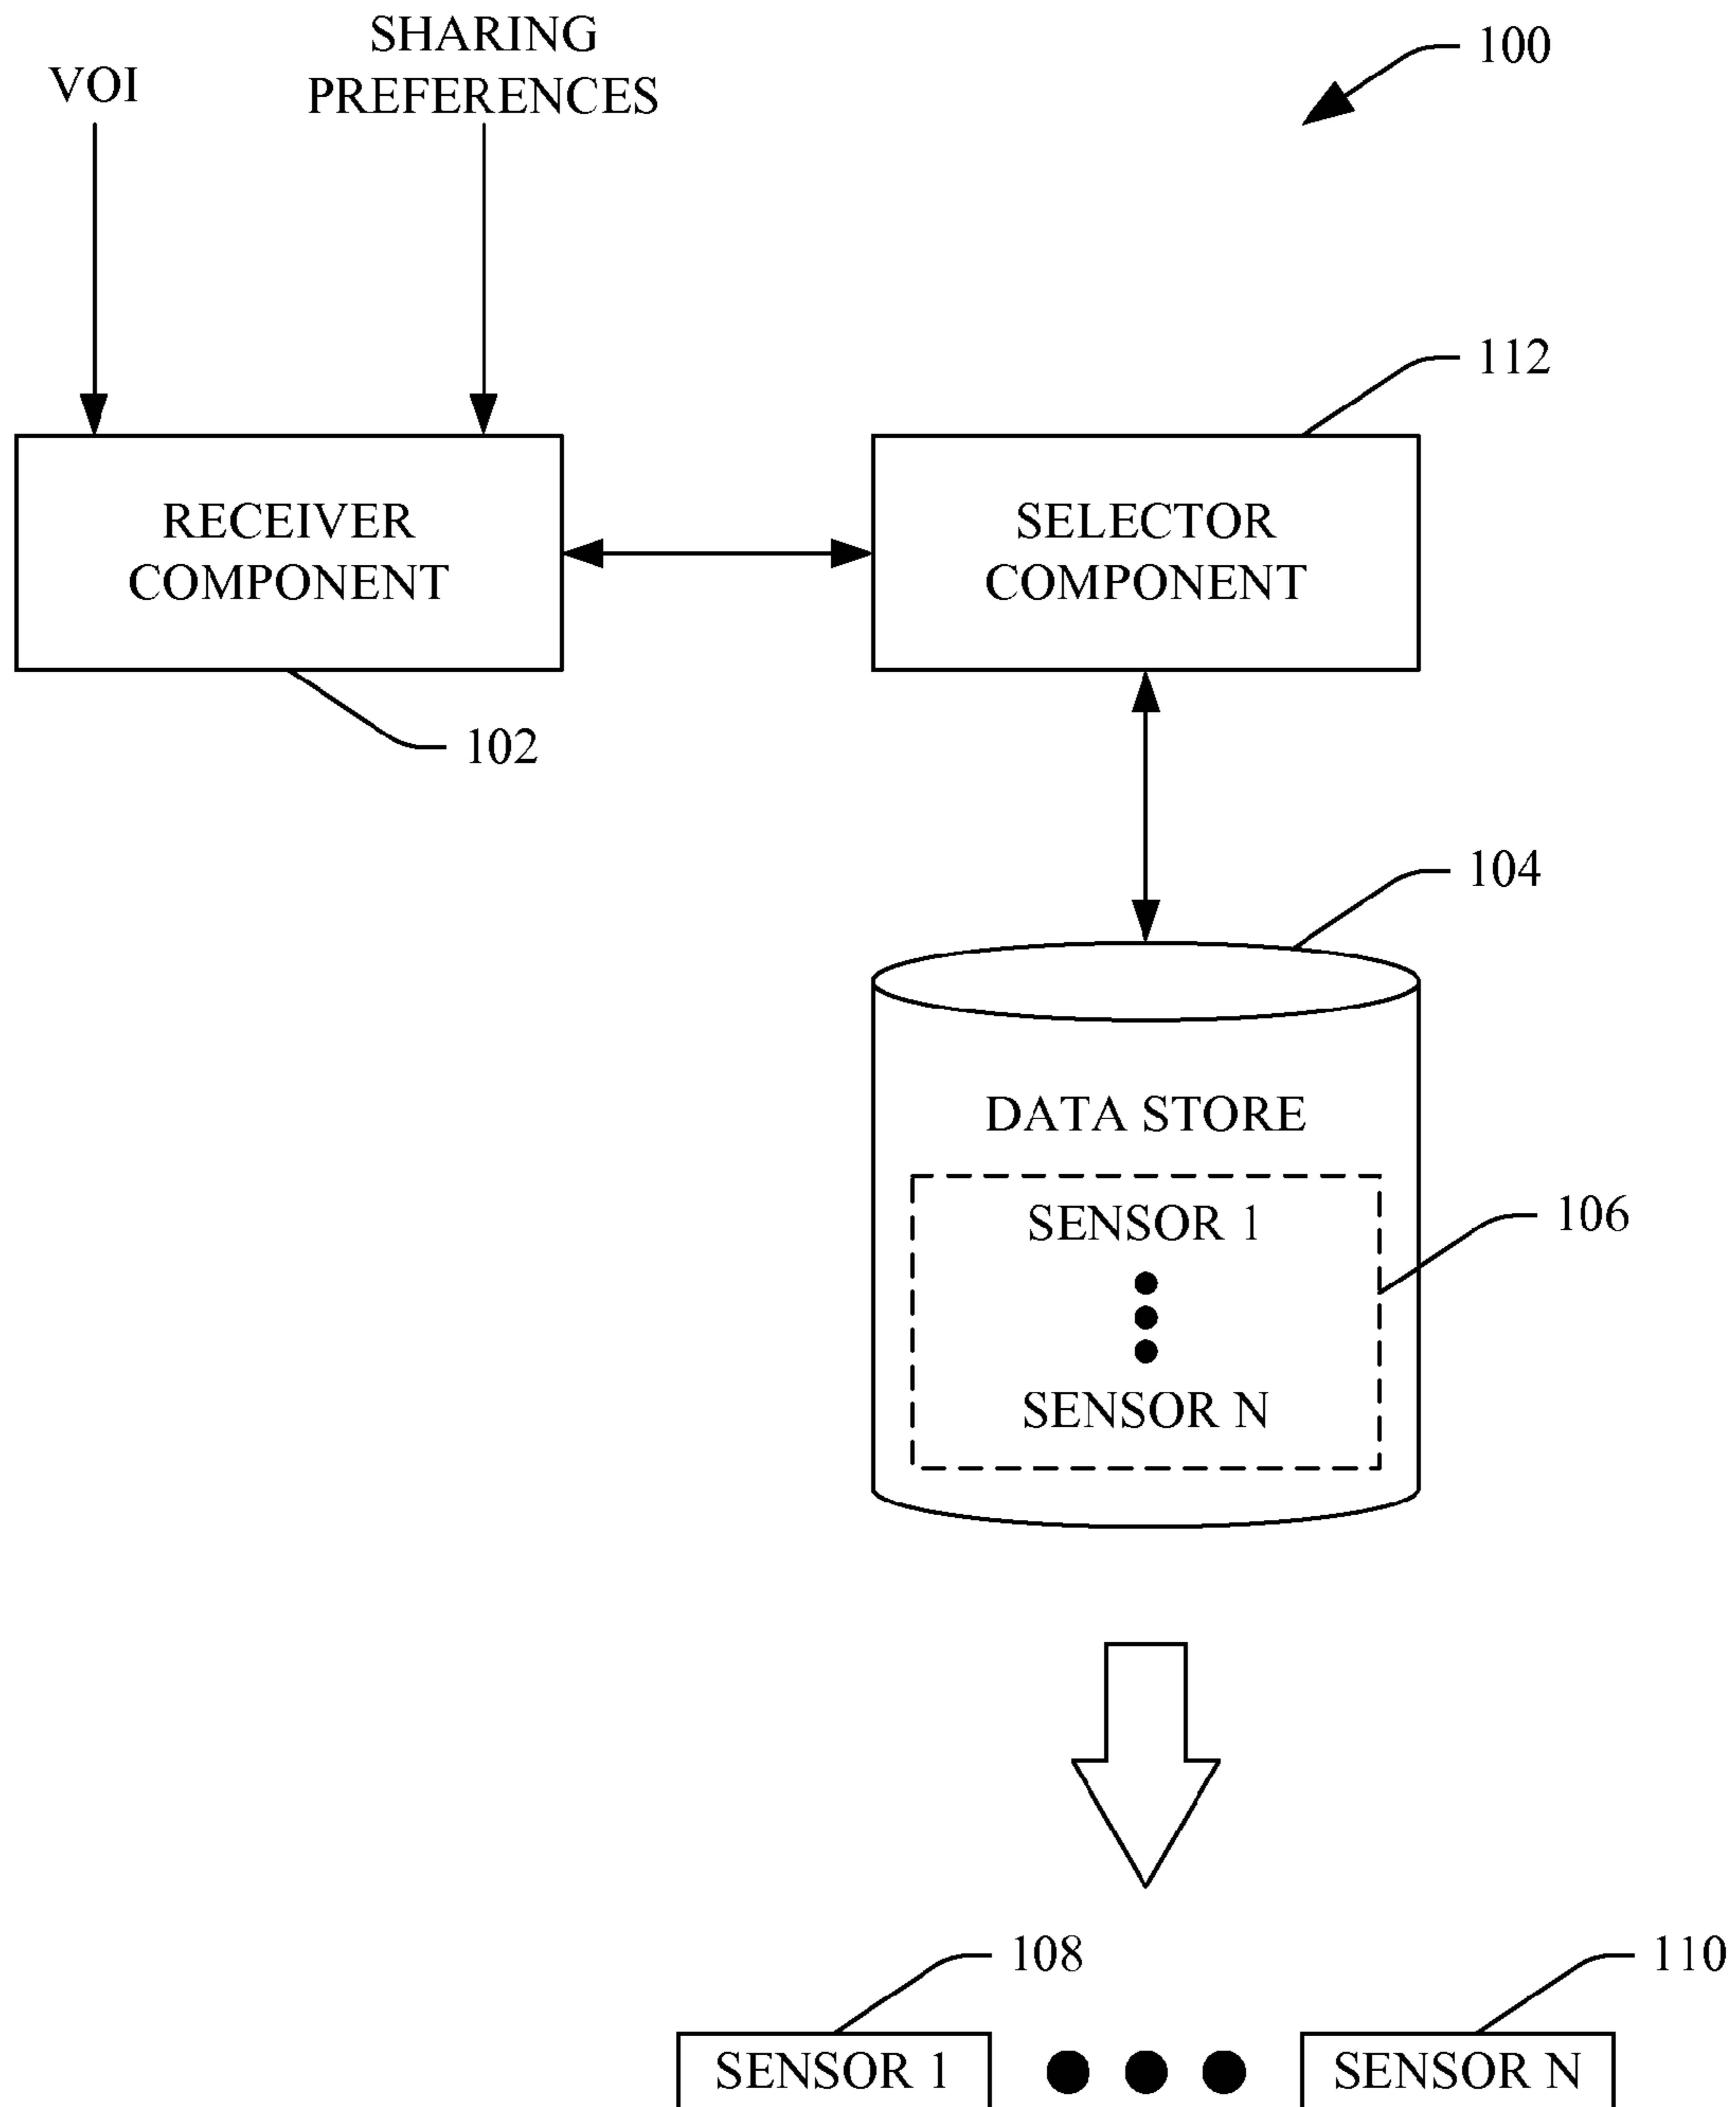 SHARING
PREFERENCES
VOI
100
112
RECEIVER
COMPONENT
SELECTOR
COMPONENT
102
104
DATA STORE
SENSOR 1
106
SENSOR N
108
110
SENSOR 1
SENSOR N